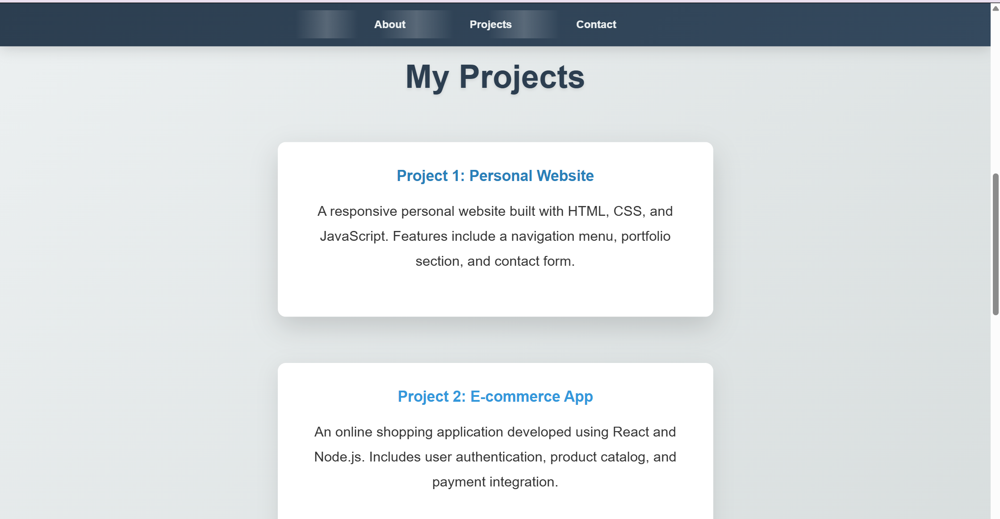 About Projects Contact
My Projects
Project 1: Personal Website
A responsive personal website built with HTML, CSS, and
JavaScript. Features include a navigation menu, portfolio
section, and contact form.
Project 2: E-commerce App
An online shopping application developed using React and
Node.js. Includes user authentication, product catalog, and
payment integration.